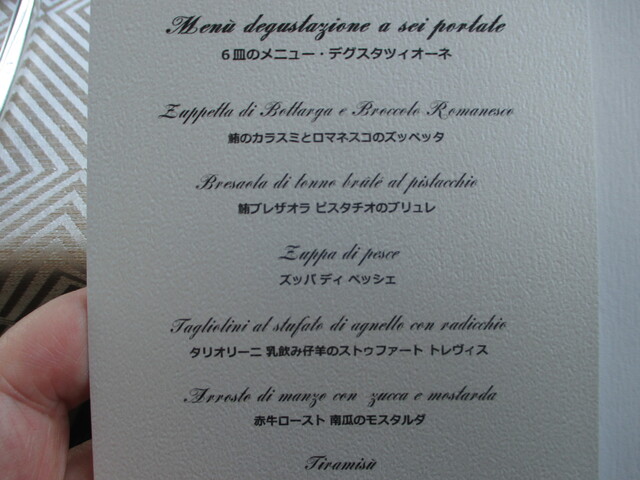 Menù degustazione a sei portate
6皿のメニュー・デグスタツィオーネ
Zuppetta di Bottarga e Broccolo Romanesco
鮪のカラスミとロマネスコのズッペッタ
Bresaola di tonno brûlé al pistacchio
鮪ブレザオラ ピスタチオのブリュレ
Zuppa di pesce
ズッパ ディ ペッシェ
Tagliolini al stufato di agnello con radicchio
タリオリーニ 乳飲み仔羊のストゥファート トレヴィス
Arrosto di manzo con zucca e mostarda
赤牛ロースト 南瓜のモスタルダ
Tiramisù